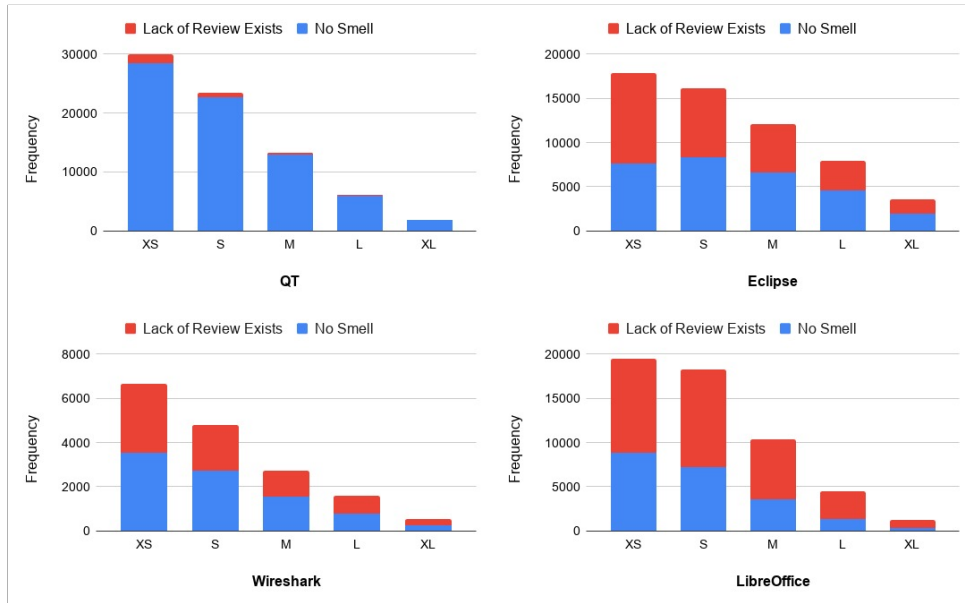 Lack of Review Exists No Smell
30000
20000
10000
0
Frequency
XS S M L XL
QT
Lack of Review Exists No Smell
20000
15000
10000
5000
0
Frequency
XS S M L XL
Eclipse
Lack of Review Exists No Smell
8000
6000
4000
2000
0
Frequency
XS S M L XL
Wireshark
Lack of Review Exists No Smell
20000
15000
10000
5000
0
Frequency
XS S M L XL
LibreOffice